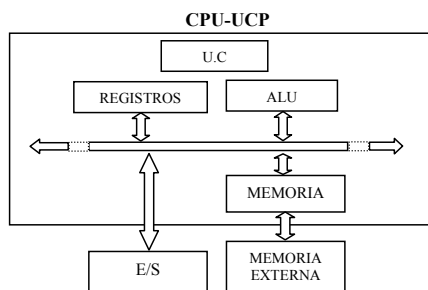 CPU-UCP
U.C
REGISTROS
ALU
MEMORIA
E/S
MEMORIA
EXTERNA